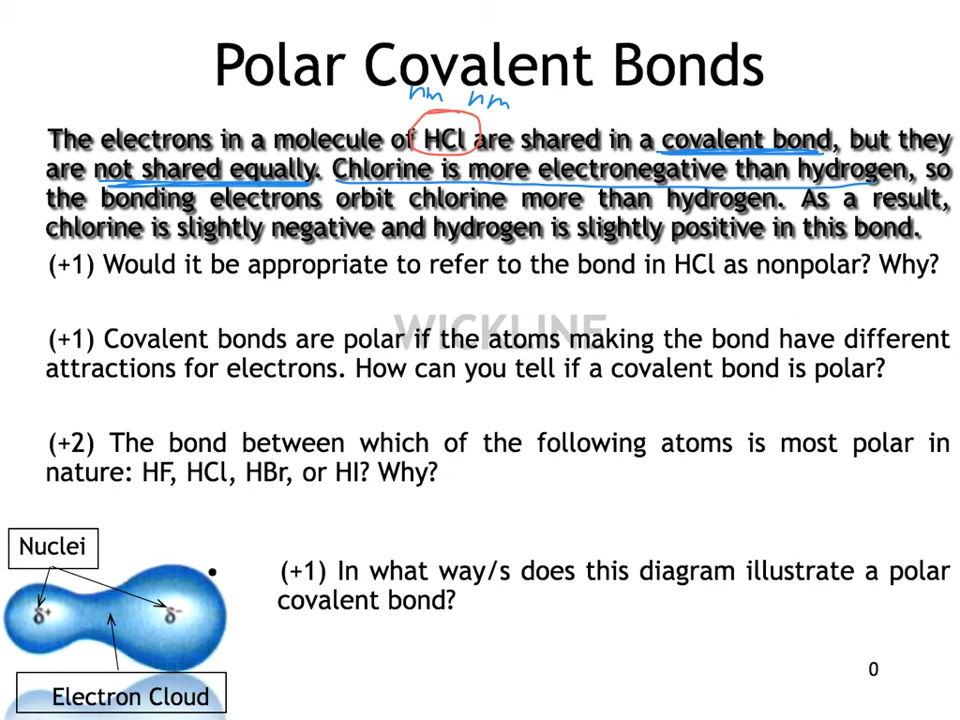 Polar Covalent Bonds
nm nm
The electrons in a molecule of HCl are shared in a covalent bond, but they
are not shared equally. Chlorine is more electronegative than hydrogen, so
the bonding electrons orbit chlorine more than hydrogen. As a result,
chlorine is slightly negative and hydrogen is slightly positive in this bond.
(+1) Would it be appropriate to refer to the bond in HCl as nonpolar? Why?
WICKLINE
(+1) Covalent bonds are polar if the atoms making the bond have different
attractions for electrons. How can you tell if a covalent bond is polar?
(+2) The bond between which of the following atoms is most polar in
nature: HF, HCl, HBr, or HI? Why?
Nuclei
• (+1) In what way/s does this diagram illustrate a polar
covalent bond?
δ+ δ−
Electron Cloud
0